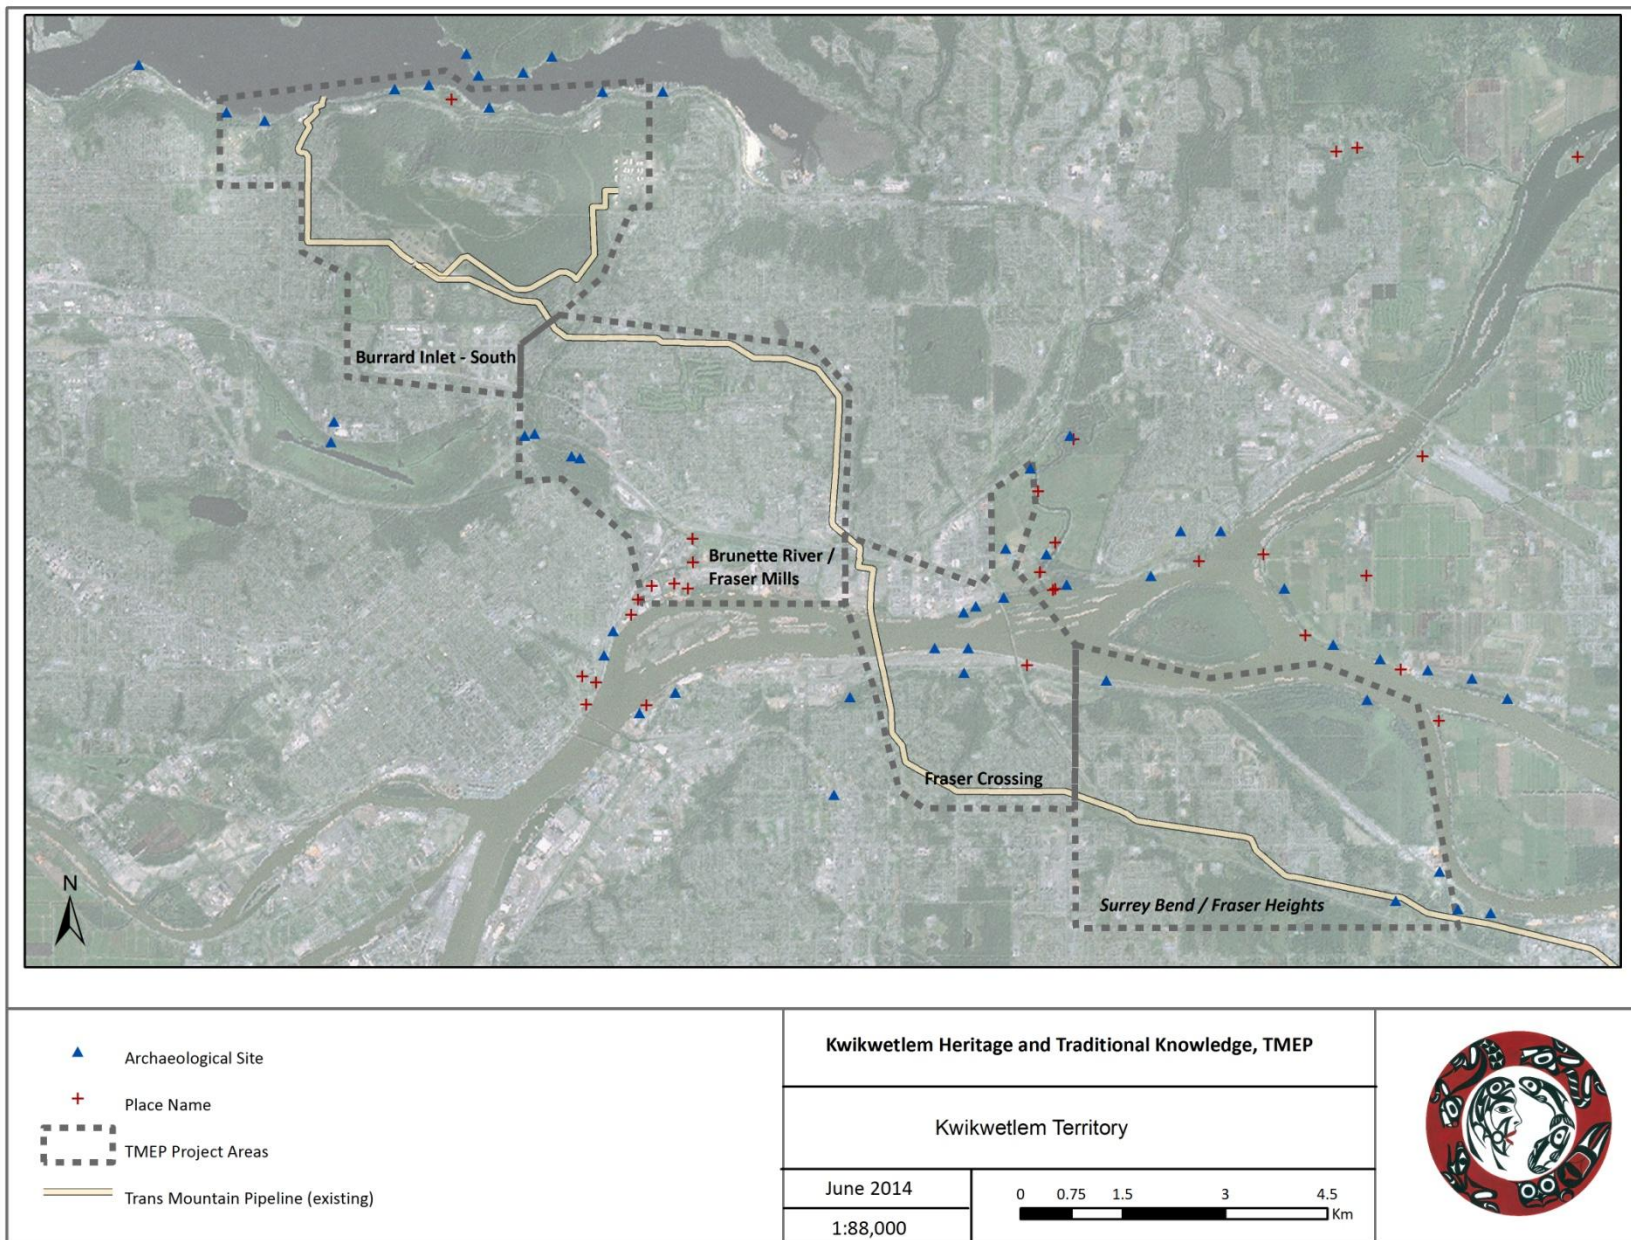 Burrard Inlet - South
Brunette River /
Fraser Mills
Fraser Crossing
Surrey Bend / Fraser Heights
N
Archaeological Site
Place Name
TMEP Project Areas
Trans Mountain Pipeline (existing)
Kwikwetlem Heritage and Traditional Knowledge, TMEP
Kwikwetlem Territory
June 2014
1:88,000
0 0.75 1.5 3 4.5
Km